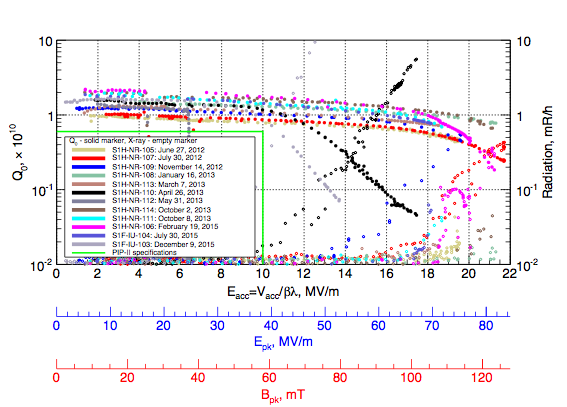 10 10
1 1
10-1 10-1
10-2 10-2
Q0, × 10-10
Radiation, mR/h
Q0 - solid marker, X-ray - empty marker
S1H-NR-105: June 27, 2012
S1H-NR-107: July 30, 2012
S1H-NR-109: November 14, 2012
S1H-NR-108: January 16, 2013
S1H-NR-113: March 7, 2013
S1H-NR-110: April 26, 2013
S1H-NR-112: May 31, 2013
S1H-NR-114: October 2, 2013
S1H-NR-111: October 8, 2013
S1H-NR-106: February 19, 2015
S1F-IU-104: July 30, 2015
S1F-IU-103: December 9, 2015
PIP-II specifications
0 2 4 6 8 10 12 14 16 18 20 22
Eacc=Vacc/βλ, MV/m
0 10 20 30 40 50 60 70 80
Epk, MV/m
0 20 40 60 80 100 120
Bpk, mT